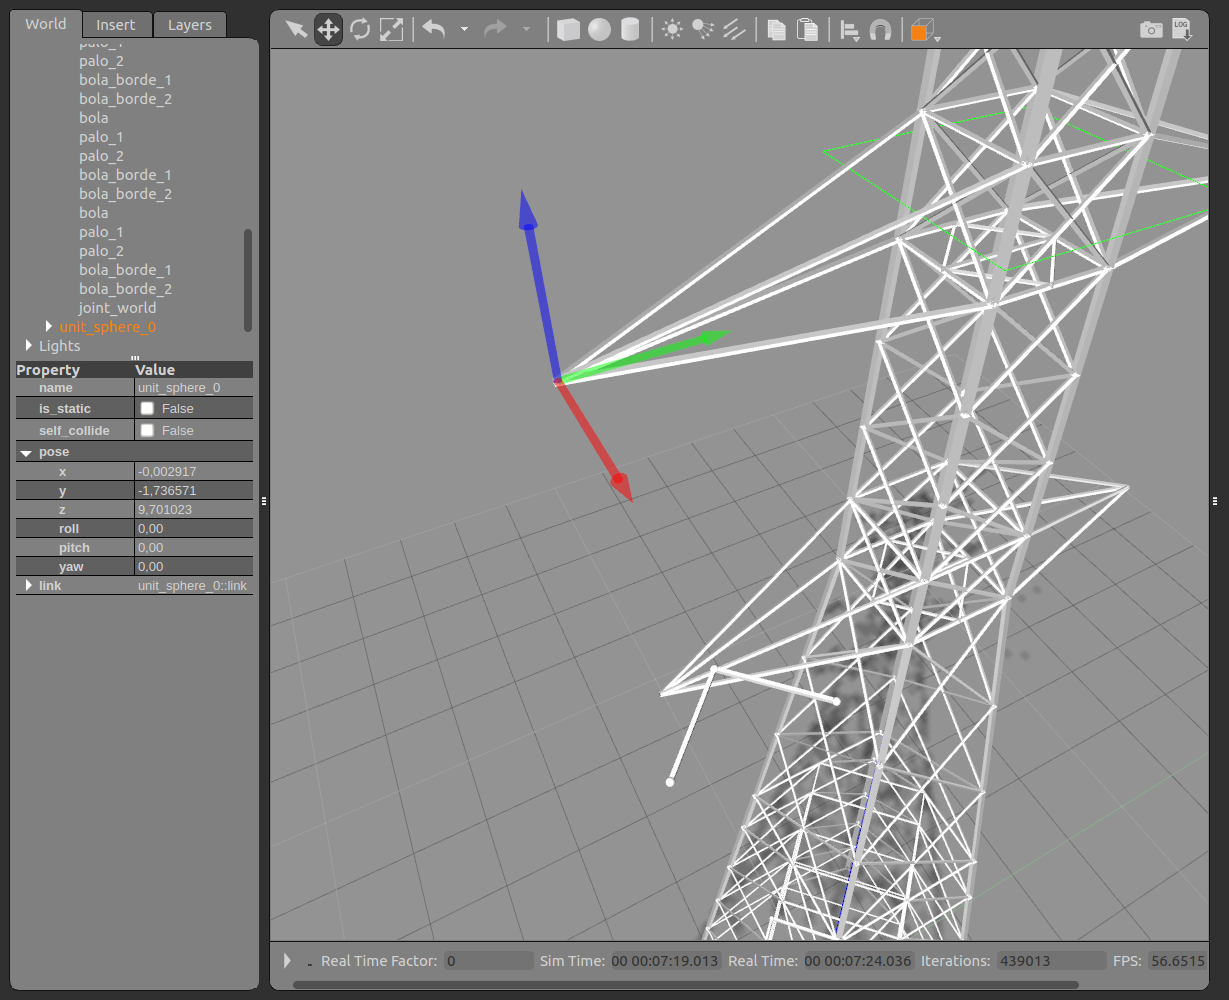 World Insert Layers
palo_1
palo_2
bola_borde_1
bola_borde_2
bola
palo_1
palo_2
bola_borde_1
bola_borde_2
bola
palo_1
palo_2
bola_borde_1
bola_borde_2
joint_world
unit_sphere_0
Lights
Property Value
name unit_sphere_0
is_static False
self_collide False
pose
x -0,002917
y -1,736571
z 9,701023
roll 0,00
pitch 0,00
yaw 0,00
link unit_sphere_0::link
LOG
Real Time Factor: 0 Sim Time: 00 00:07:19.013 Real Time: 00 00:07:24.036 Iterations: 439013 FPS: 56.6515